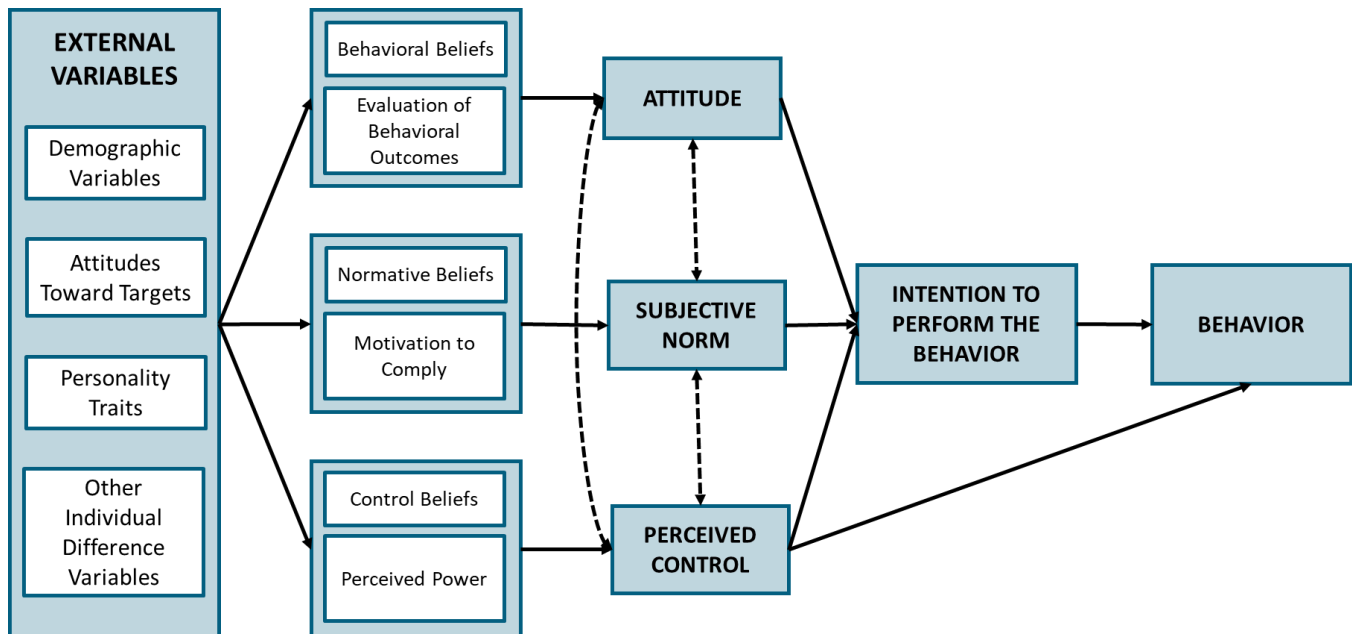 EXTERNAL
VARIABLES
Demographic
Variables
Attitudes
Toward Targets
Personality
Traits
Other
Individual
Difference
Variables
Behavioral Beliefs
Evaluation of
Behavioral
Outcomes
Normative Beliefs
Motivation to
Comply
Control Beliefs
Perceived Power
ATTITUDE
SUBJECTIVE
NORM
PERCEIVED
CONTROL
INTENTION TO
PERFORM THE
BEHAVIOR
BEHAVIOR